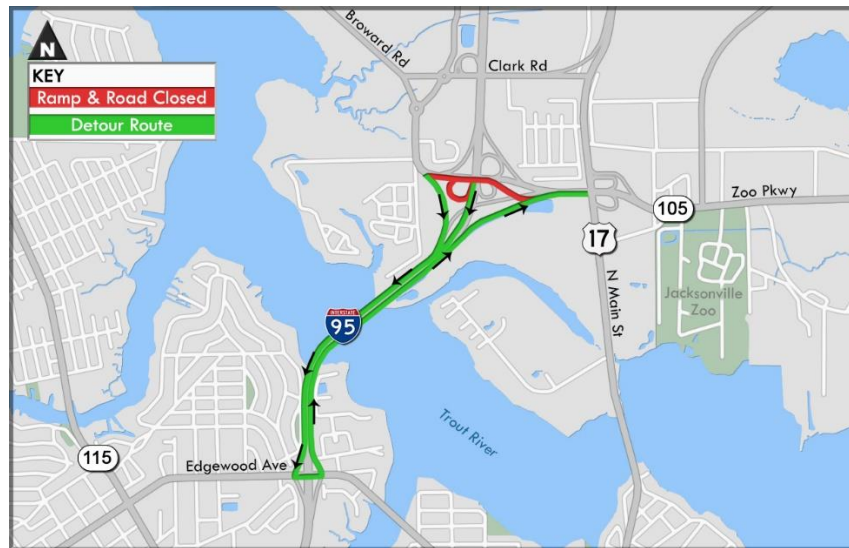 Broward Rd
N
KEY
Ramp & Road Closed
Detour Route
Clark Rd
Zoo Pkwy
105
17
N Main St
Jacksonville
Zoo
INTERSTATE
95
Trout River
115
Edgewood Ave